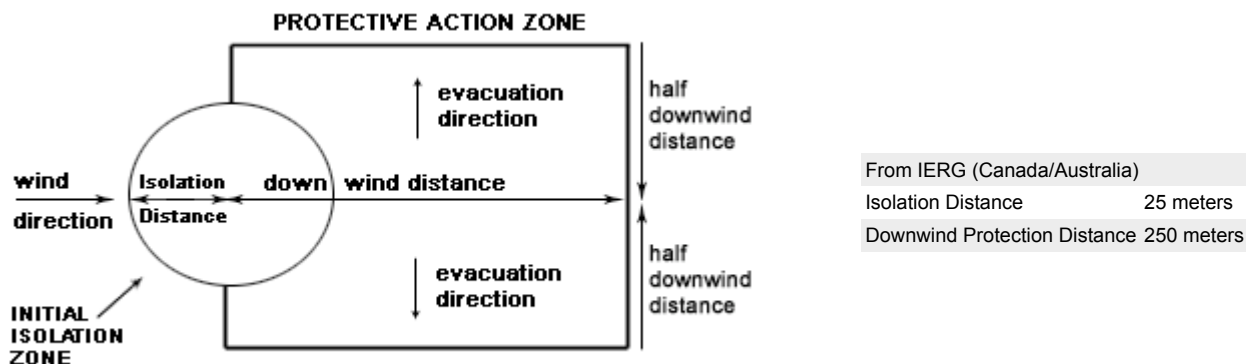 PROTECTIVE ACTION ZONE
evacuation
direction
half
downwind
distance
wind
direction
Isolation
Distance
down wind distance
evacuation
direction
half
downwind
distance
INITIAL
ISOLATION
ZONE
From IERG (Canada/Australia)
Isolation Distance 25 meters
Downwind Protection Distance 250 meters